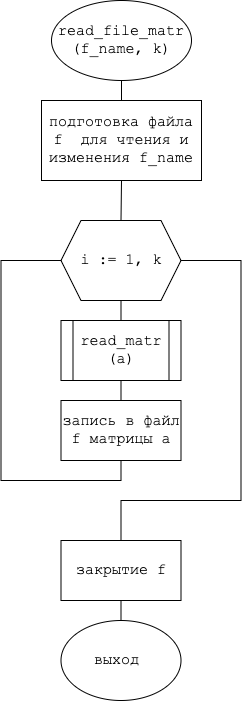 read_file_matr
(f_name, k)
подготовка файла
f для чтения и
изменения f_name
i := 1, k
read_matr
(a)
запись в файл
f матрицы a
закрытие f
выход